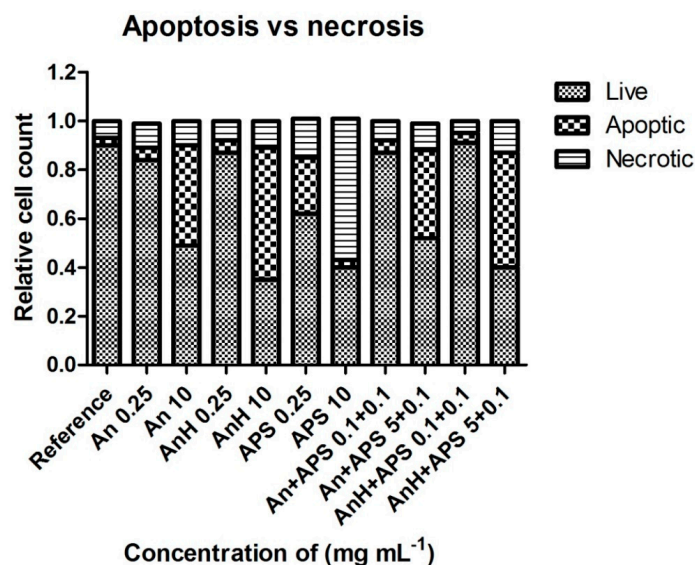 Apoptosis vs necrosis
Relative cell count
1.2
1.0
0.8
0.6
0.4
0.2
0.0
Live
Apoptic
Necrotic
Reference
An 0.25
An 10
AnH 0.25
AnH 10
APS 0.25
APS 10
An+APS 0.1+0.1
An+APS 5+0.1
AnH+APS 0.1+0.1
AnH+APS 5+0.1
Concentration of (mg mL⁻¹)